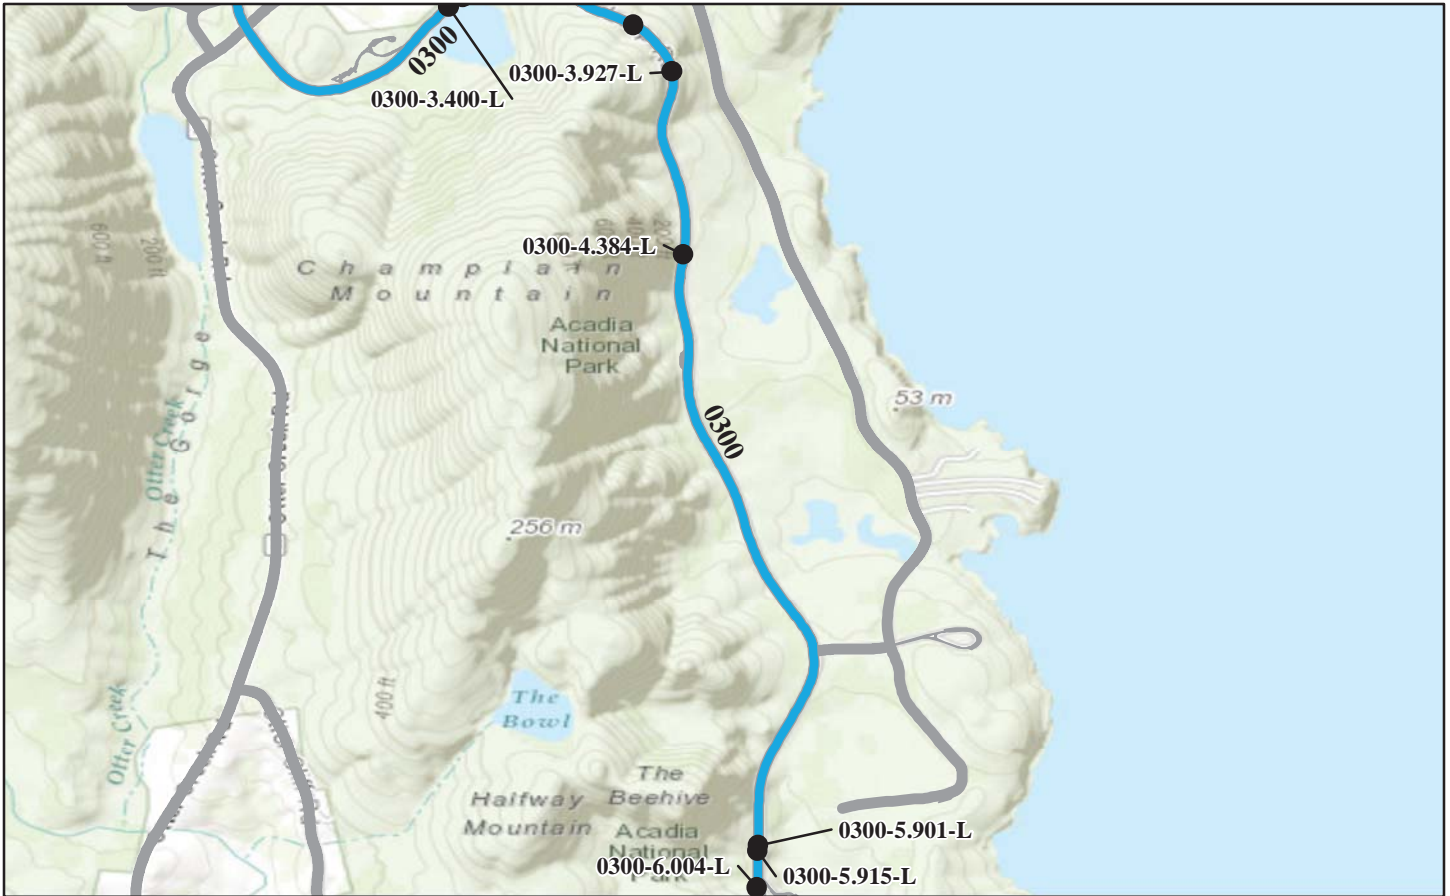 0300
0300-3.927-L
0300-3.400-L
600 ft
200 ft
0300-4.384-L
Champlain
Mountain
Acadia
National
Park
The Gorge
Otter Creek
53 m
0300
256 m
400 ft
The
Bowl
Otter Creek
The
Beehive
Halfway
Mountain
Acadia
National
Park
0300-5.901-L
0300-6.004-L
0300-5.915-L